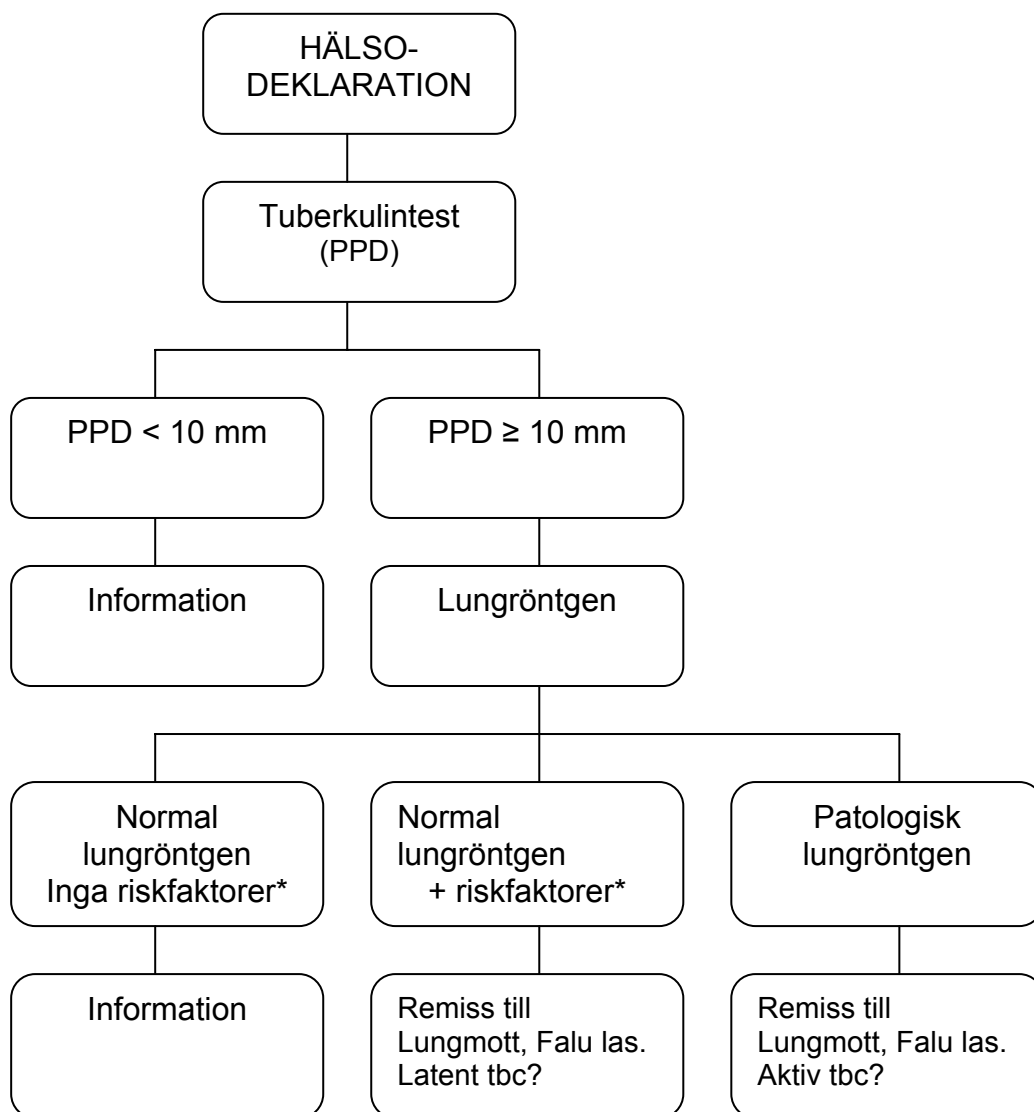 HÄLSO-
DEKLARATION
Tuberkulintest
(PPD)
PPD < 10 mm
PPD ≥ 10 mm
Information
Lungröntgen
Normal
lungröntgen
Inga riskfaktorer*
Normal
lungröntgen
+ riskfaktorer*
Patologisk
lungröntgen
Information
Remiss till
Lungmott, Falu las.
Latent tbc?
Remiss till
Lungmott, Falu las.
Aktiv tbc?